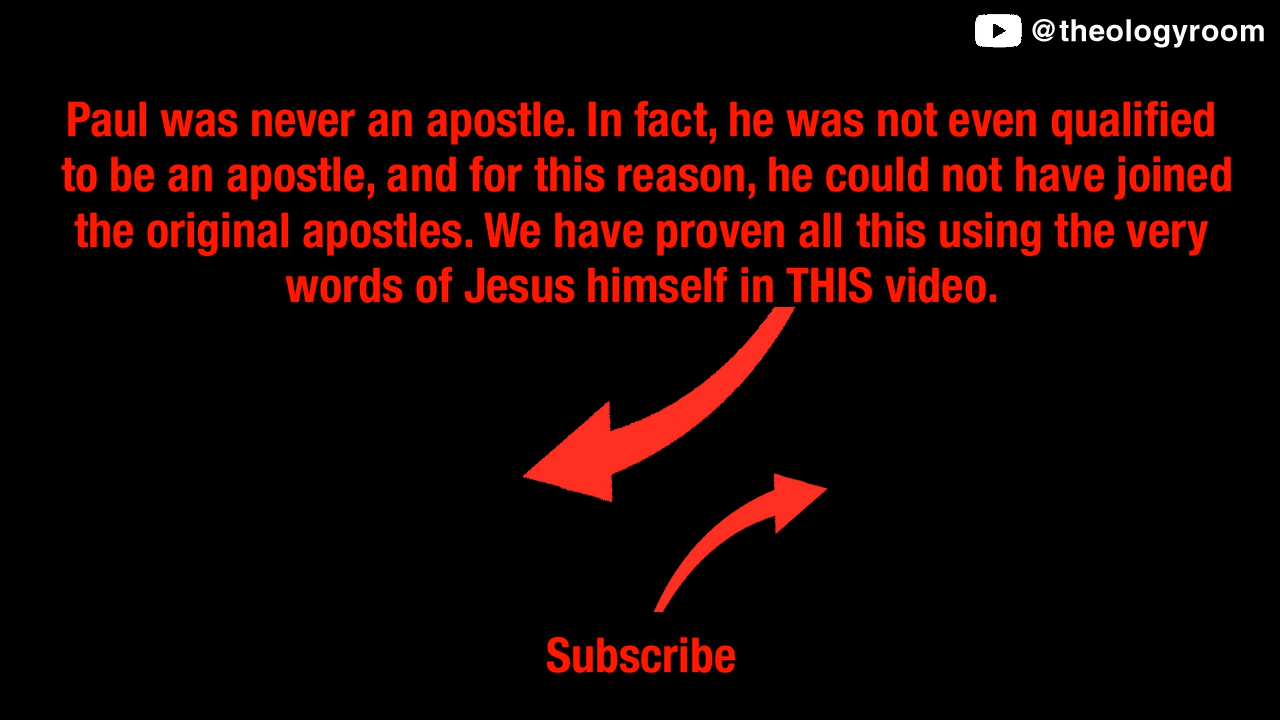 @theologyroom
Paul was never an apostle. In fact, he was not even qualified
to be an apostle, and for this reason, he could not have joined
the original apostles. We have proven all this using the very
words of Jesus himself in THIS video.
Subscribe